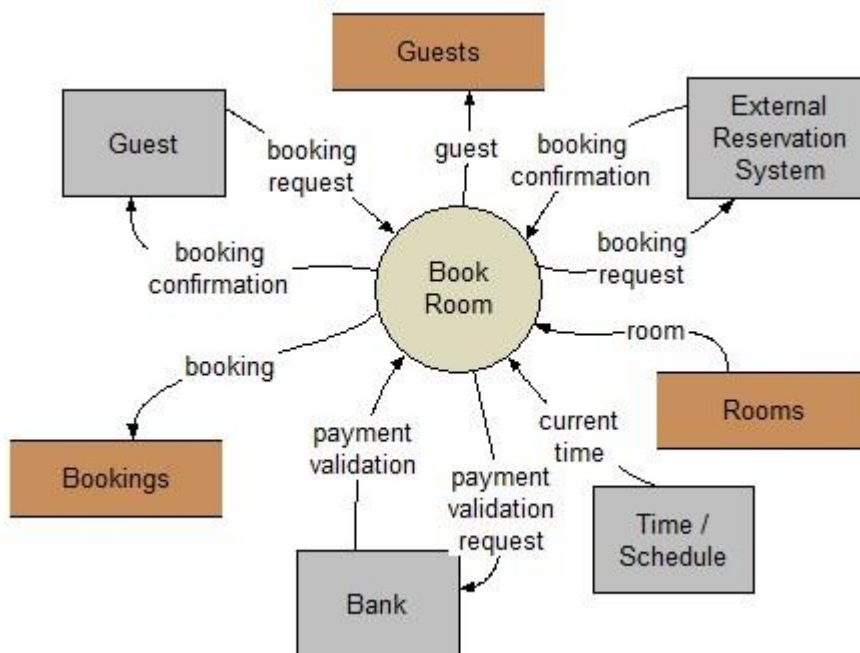 Guests
Guest
External
Reservation
System
booking
request
guest
booking
confirmation
booking
confirmation
Book
Room
booking
request
room
booking
Rooms
payment
validation
current
time
Bookings
payment
validation
request
Time /
Schedule
Bank